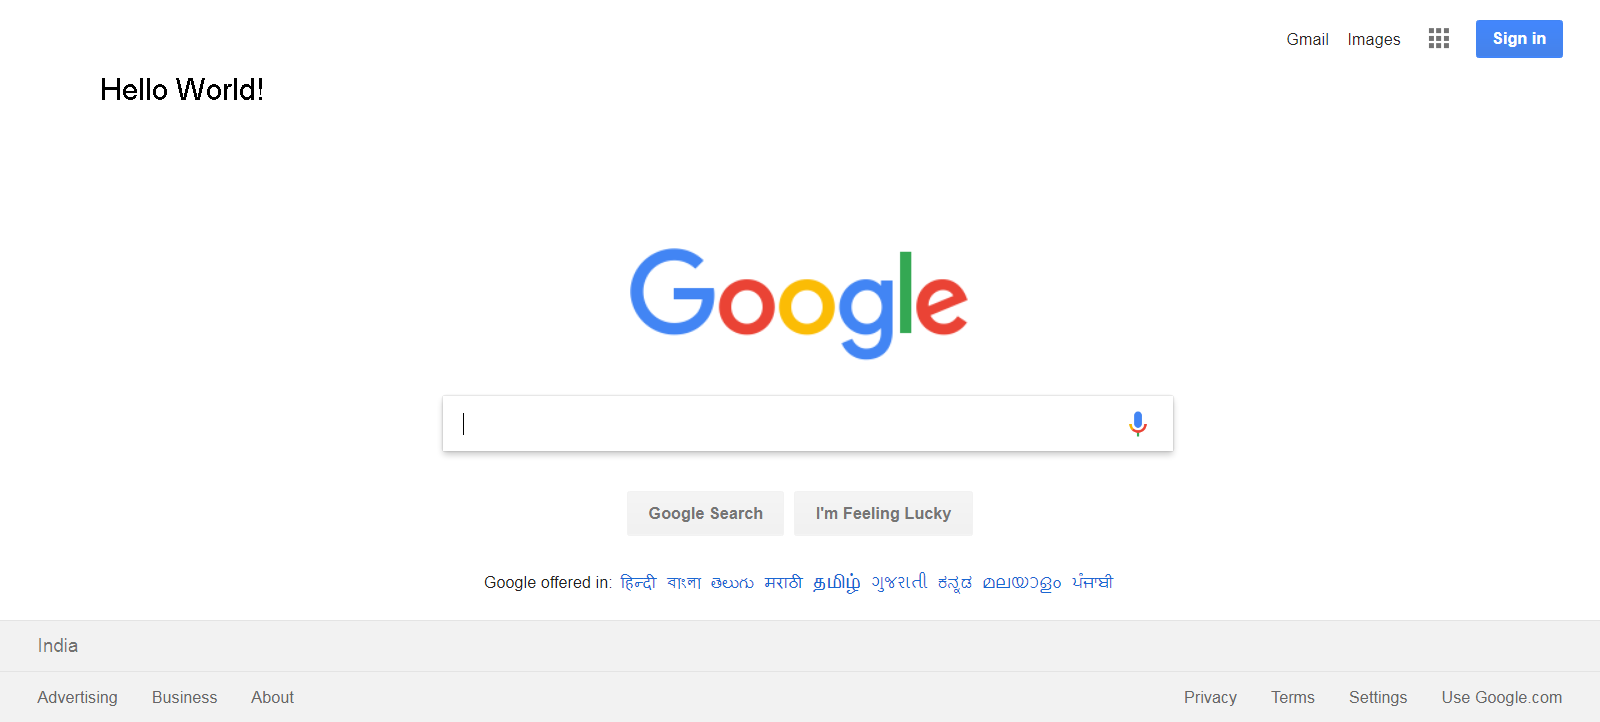 Gmail Images Sign in
Hello World!
Google
Google Search I'm Feeling Lucky
Google offered in: हिन्दी বাংলা తెలుగు मराठी தமிழ் ગુજરાતી ಕನ್ನಡ മലയാളം ਪੰਜਾਬੀ
India
Advertising Business About Privacy Terms Settings Use Google.com